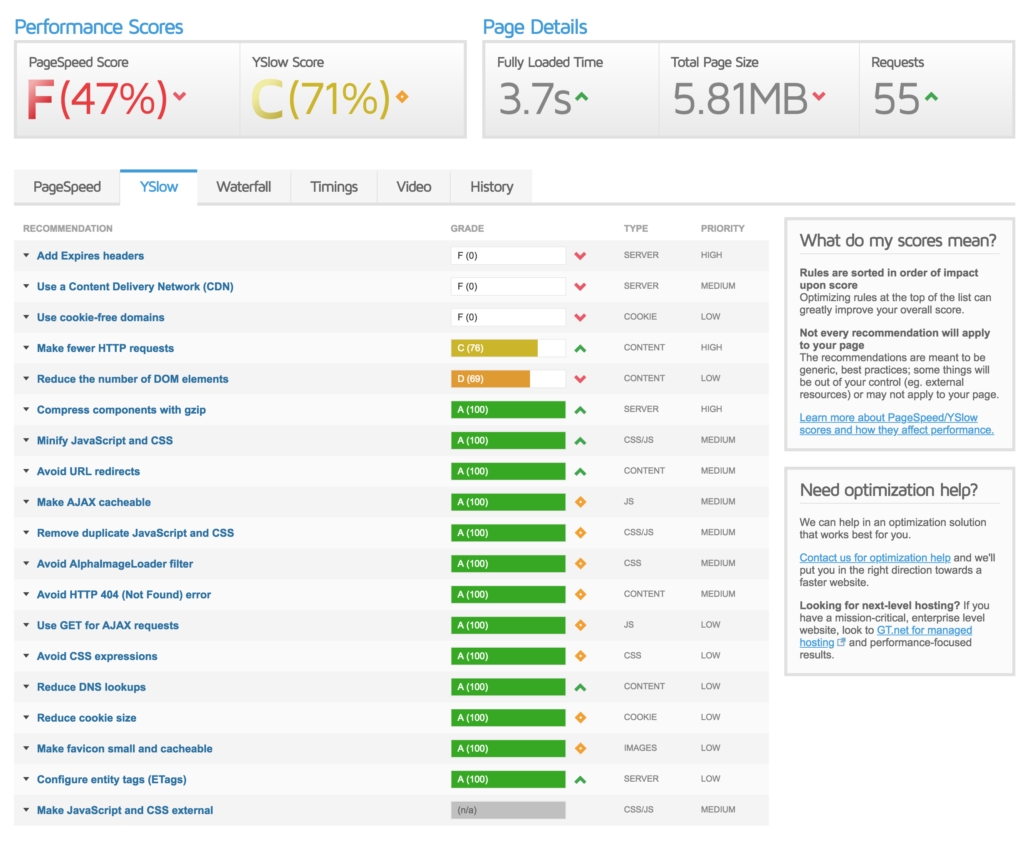 Performance Scores
Page Details
PageSpeed Score
YSlow Score
Fully Loaded Time
Total Page Size
Requests
F(47%)
C(71%)
3.7s
5.81MB
55
PageSpeed
YSlow
Waterfall
Timings
Video
History
RECOMMENDATION GRADE TYPE PRIORITY
Add Expires headers F (0) SERVER HIGH
Use a Content Delivery Network (CDN) F (0) SERVER MEDIUM
Use cookie-free domains F (0) COOKIE LOW
Make fewer HTTP requests C (76) CONTENT HIGH
Reduce the number of DOM elements D (69) CONTENT LOW
Compress components with gzip A (100) SERVER HIGH
Minify JavaScript and CSS A (100) CSS/JS MEDIUM
Avoid URL redirects A (100) CONTENT MEDIUM
Make AJAX cacheable A (100) JS MEDIUM
Remove duplicate JavaScript and CSS A (100) CSS/JS MEDIUM
Avoid AlphaImageLoader filter A (100) CSS MEDIUM
Avoid HTTP 404 (Not Found) error A (100) CONTENT MEDIUM
Use GET for AJAX requests A (100) JS LOW
Avoid CSS expressions A (100) CSS LOW
Reduce DNS lookups A (100) CONTENT LOW
Reduce cookie size A (100) COOKIE LOW
Make favicon small and cacheable A (100) IMAGES LOW
Configure entity tags (ETags) A (100) SERVER LOW
Make JavaScript and CSS external (n/a) CSS/JS MEDIUM
What do my scores mean?
Rules are sorted in order of impact
upon score
Optimizing rules at the top of the list can
greatly improve your overall score.
Not every recommendation will apply
to your page
The recommendations are meant to be
generic, best practices; some things will
be out of your control (eg. external
resources) or may not apply to your page.
Learn more about PageSpeed/YSlow
scores and how they affect performance.
Need optimization help?
We can help in an optimization solution
that works best for you.
Contact us for optimization help and we'll
put you in the right direction towards a
faster website.
Looking for next-level hosting? If you
have a mission-critical, enterprise level
website, look to GT.net for managed
hosting and performance-focused
results.